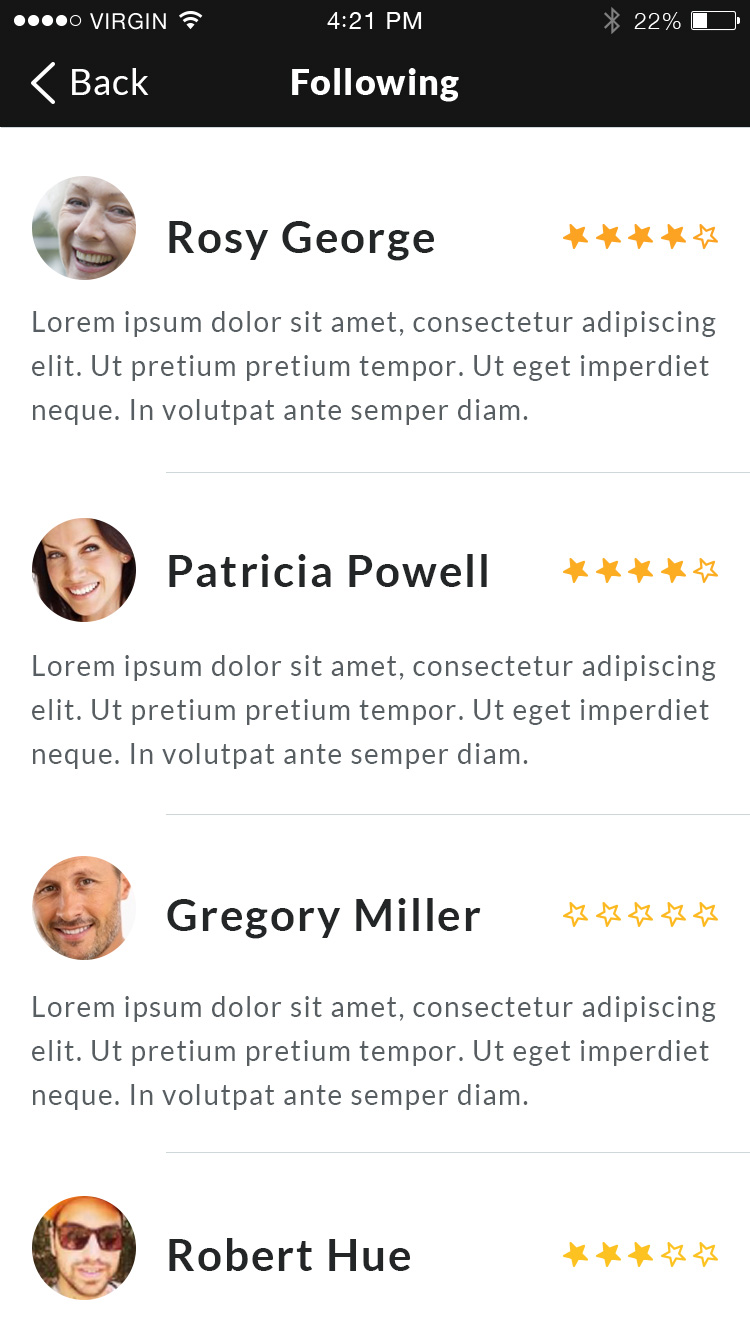 VIRGIN 4:21 PM 22%
Back Following
Rosy George
Lorem ipsum dolor sit amet, consectetur adipiscing
elit. Ut pretium pretium tempor. Ut eget imperdiet
neque. In volutpat ante semper diam.
Patricia Powell
Lorem ipsum dolor sit amet, consectetur adipiscing
elit. Ut pretium pretium tempor. Ut eget imperdiet
neque. In volutpat ante semper diam.
Gregory Miller
Lorem ipsum dolor sit amet, consectetur adipiscing
elit. Ut pretium pretium tempor. Ut eget imperdiet
neque. In volutpat ante semper diam.
Robert Hue